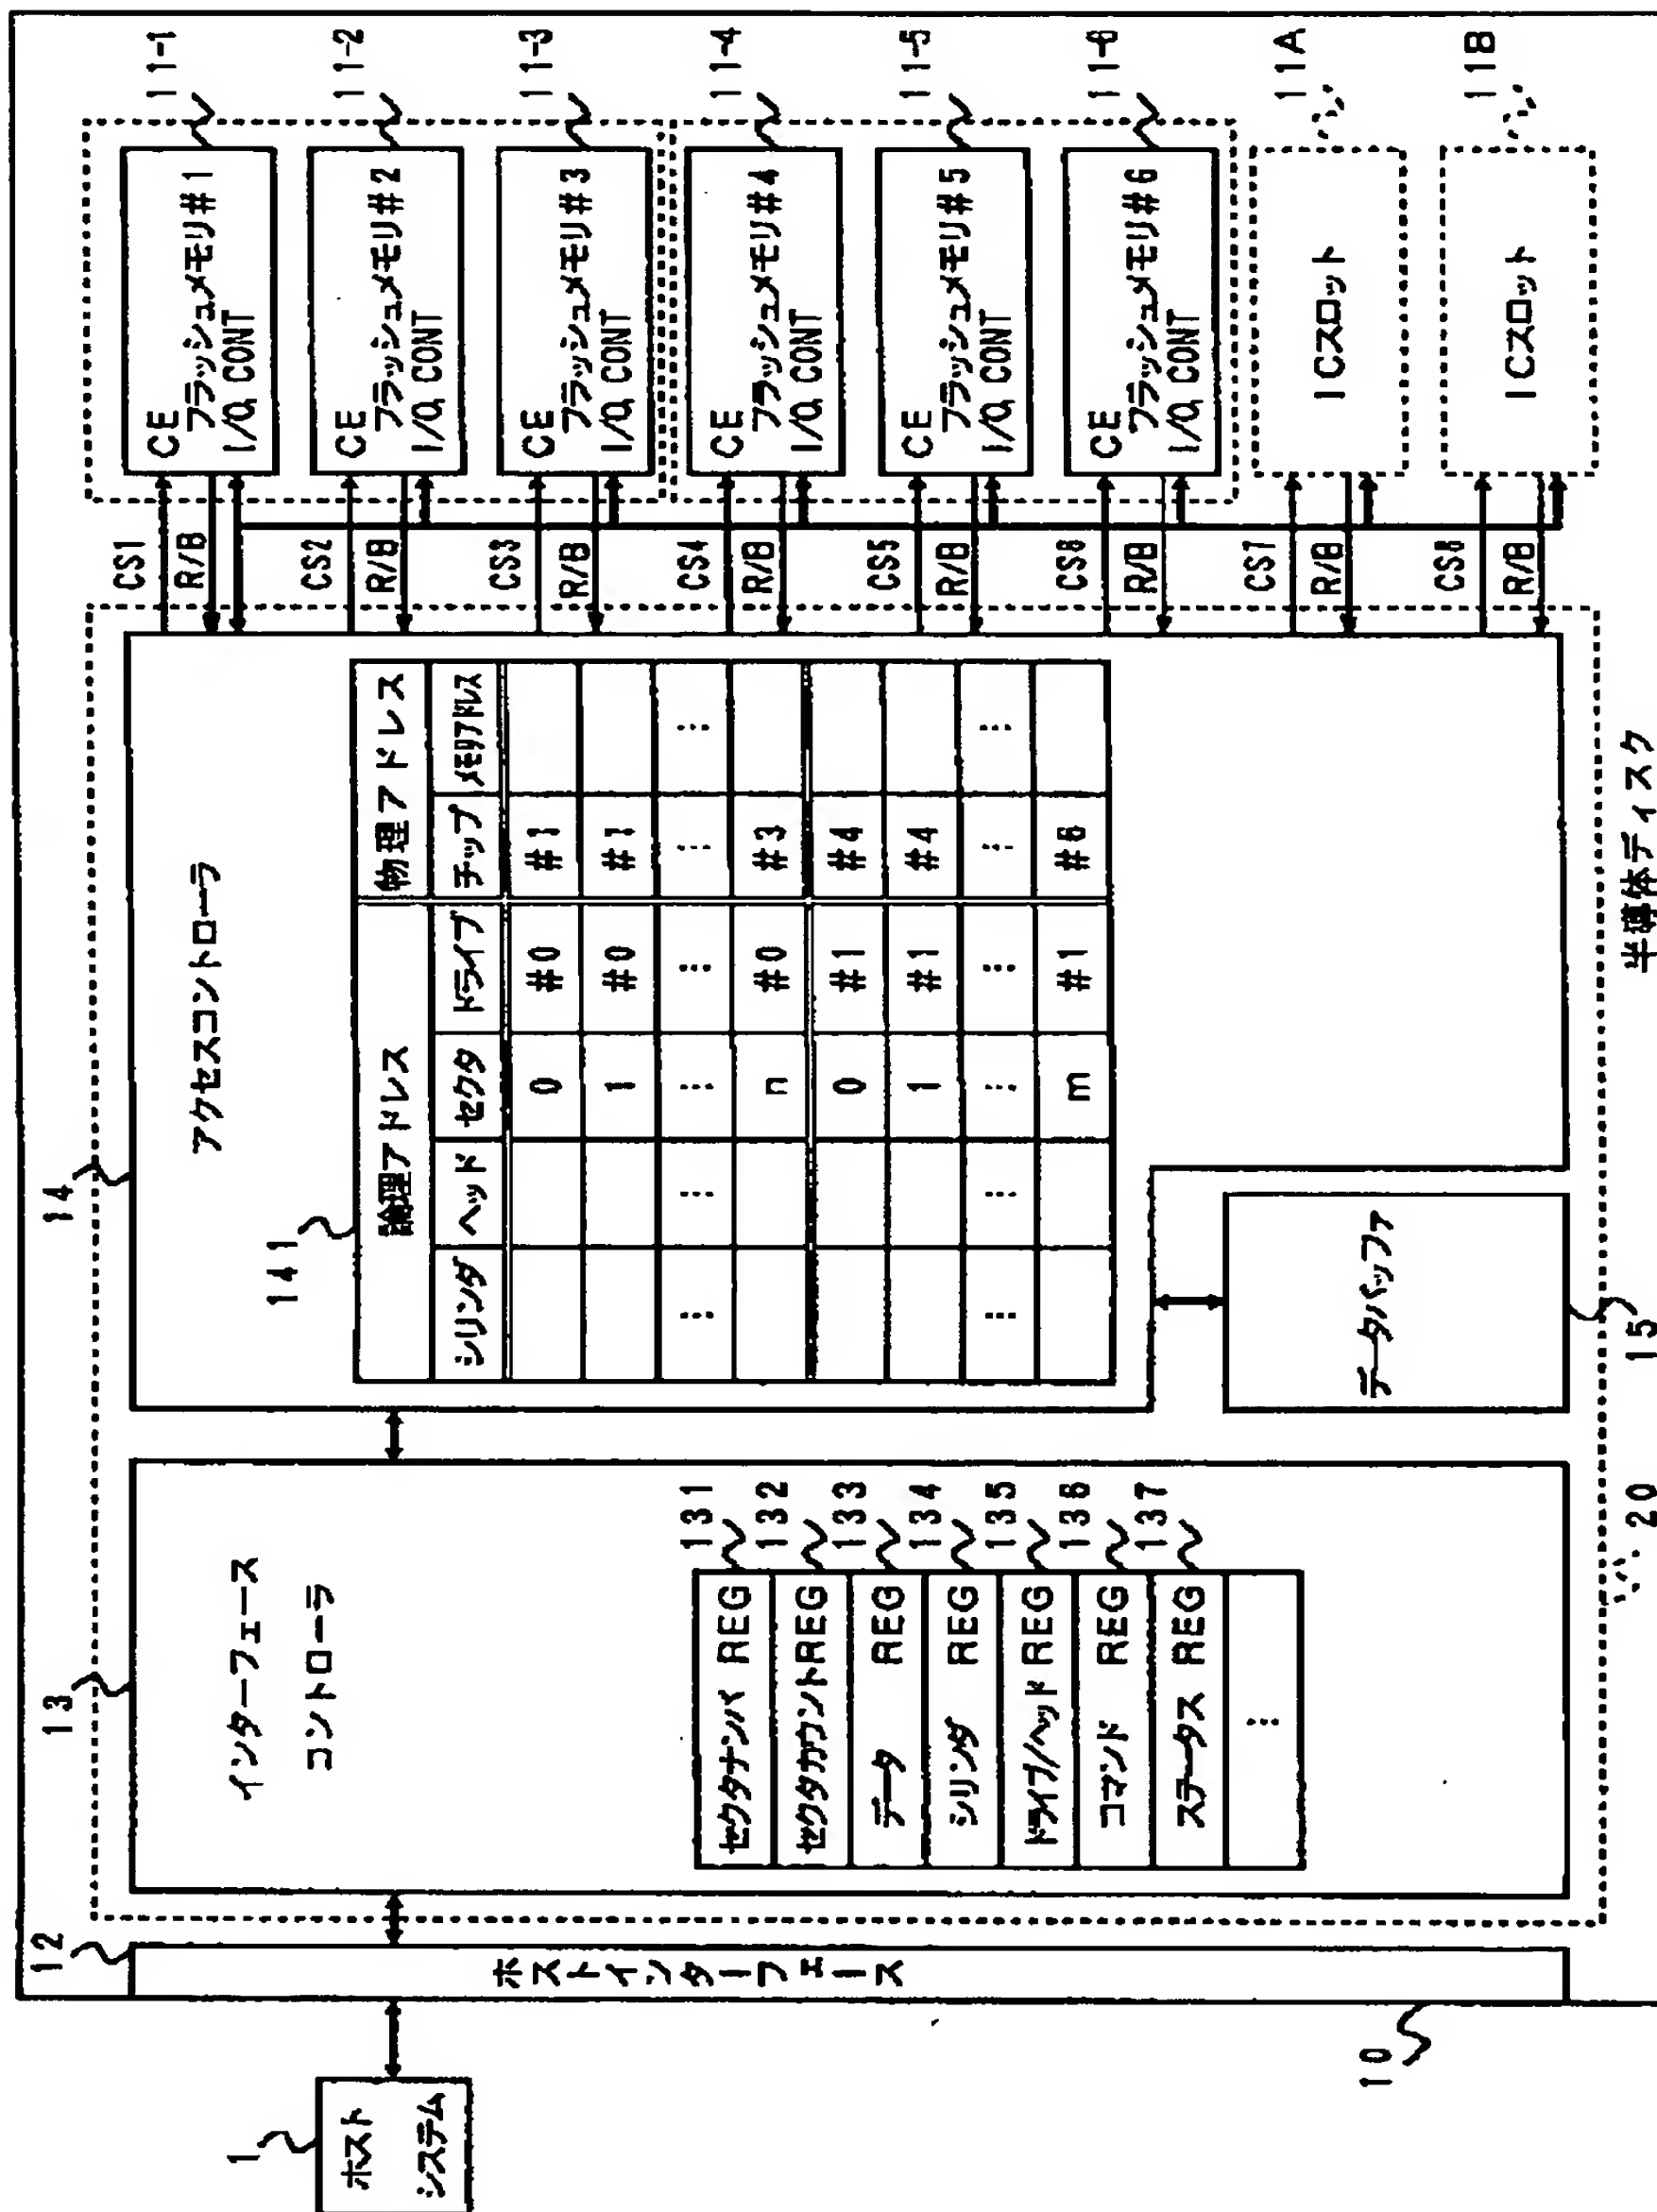 1
ホスト
システム
10
12
ホストインターフェース
20
13
インターフェース
コントローラ
セクタナンバ REG 131
セクタカウントREG 132
データ REG 133
シリンダ REG 134
ドライブ/ヘッド REG 135
コマンド REG 136
ステータス REG 137
⋮
14
アクセスコントローラ
141
論理アドレス 物理アドレス
シリンダ ヘッド セクタ ドライブ チップ メモリアドレス
0 #0 #1
1 #0 #1
⋮ ⋮ ⋮ ⋮ ⋮ ⋮
n #0 #3
0 #1 #4
1 #1 #4
⋮ ⋮ ⋮ ⋮ ⋮ ⋮
m #1 #6
データバッファ
15
CS1
R/B
CE
フラッシュメモリ#1
I/O, CONT
11-1
CS2
R/B
CE
フラッシュメモリ#2
I/O, CONT
11-2
CS3
R/B
CE
フラッシュメモリ#3
I/O, CONT
11-3
CS4
R/B
CE
フラッシュメモリ#4
I/O, CONT
11-4
CS5
R/B
CE
フラッシュメモリ#5
I/O, CONT
11-5
CS6
R/B
CE
フラッシュメモリ#6
I/O, CONT
11-6
CS7
R/B
ICスロット
11A
CS8
R/B
ICスロット
11B
半導体ディスク